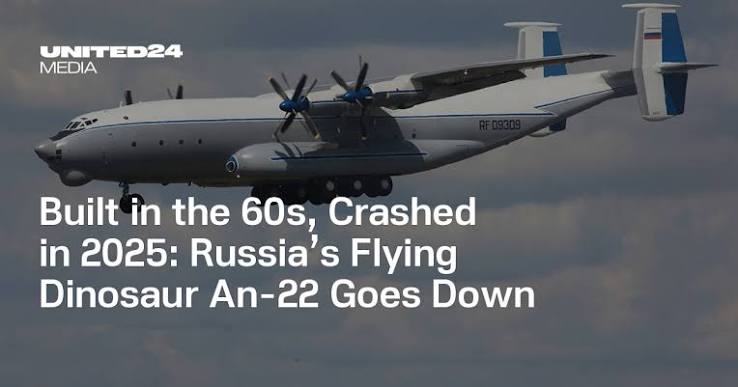 UNITED24
MEDIA
RF 09309
Built in the 60s, Crashed
in 2025: Russia’s Flying
Dinosaur An-22 Goes Down